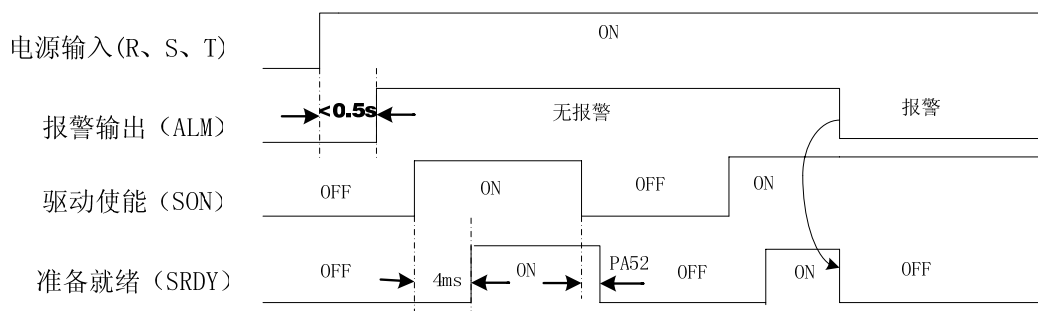 电源输入(R、S、T) ON
<0.5s
报警输出（ALM） 无报警 报警
驱动使能（SON） OFF ON OFF ON
准备就绪（SRDY） OFF 4ms ON PA52 OFF ON OFF